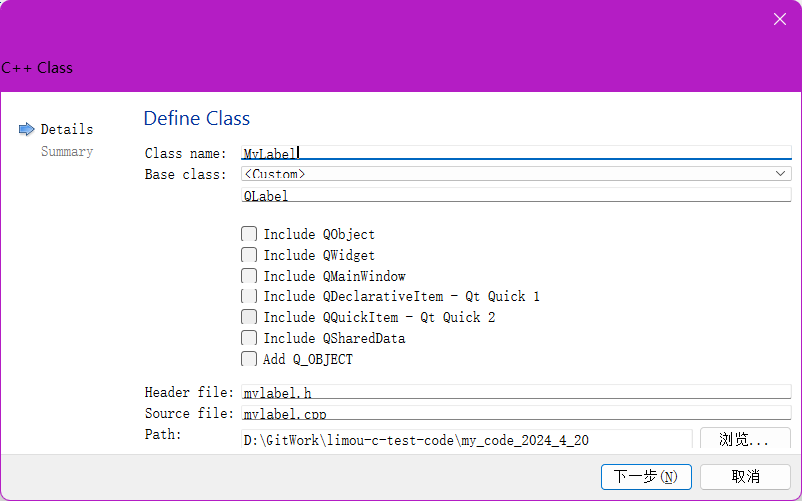 C++ Class
Define Class
Details
Summary
Class name: MyLabel
Base class: <Custom>
QLabel
Include QObject
Include QWidget
Include QMainWindow
Include QDeclarativeItem - Qt Quick 1
Include QQuickItem - Qt Quick 2
Include QSharedData
Add Q_OBJECT
Header file: mylabel.h
Source file: mylabel.cpp
Path: D:\GitWork\limou-c-test-code\my_code_2024_4_20 浏览...
下一步(N) 取消